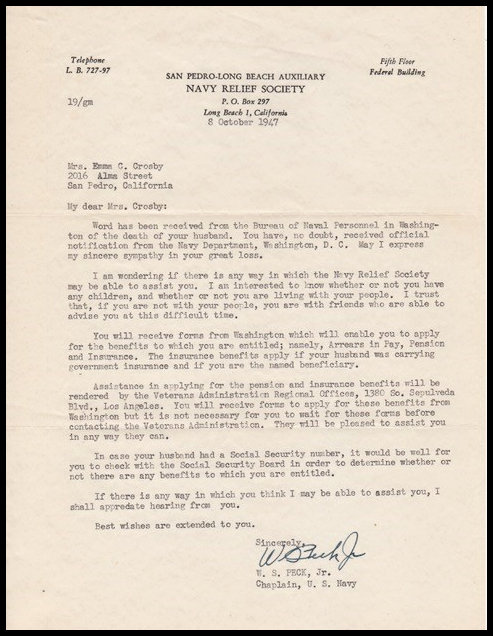 Telephone
L. B. 727-97
Fifth Floor
Federal Building
SAN PEDRO-LONG BEACH AUXILIARY
NAVY RELIEF SOCIETY
P. O. Box 297
Long Beach 1, California
8 October 1947
19/gm
Mrs. Emma C. Crosby
2016 Alma Street
San Pedro, California
My dear Mrs. Crosby:
Word has been received from the Bureau of Naval Personnel in Washing-
ton of the death of your husband. You have, no doubt, received official
notification from the Navy Department, Washington, D. C. May I express
my sincere sympathy in your great loss.
I am wondering if there is any way in which the Navy Relief Society
may be able to assist you. I am interested to know whether or not you have
any children, and whether or not you are living with your people. I trust
that, if you are not with your people, you are with friends who are able to
advise you at this difficult time.
You will receive forms from Washington which will enable you to apply
for the benefits to which you are entitled; namely, Arrears in Pay, Pension
and Insurance. The insurance benefits apply if your husband was carrying
government insurance and if you are the named beneficiary.
Assistance in applying for the pension and insurance benefits will be
rendered by the Veterans Administration Regional Offices, 1380 So. Sepulveda
Blvd., Los Angeles. You will receive forms to apply for these benefits from
Washington but it is not necessary for you to wait for these forms before
contacting the Veterans Administration. They will be pleased to assist you
in any way they can.
In case your husband had a Social Security number, it would be well for
you to check with the Social Security Board in order to determine whether or
not there are any benefits to which you are entitled.
If there is any way in which you think I may be able to assist you, I
shall appredate hearing from you.
Best wishes are extended to you.
Sincerely,
W S Peck Jr
W. S. PECK, Jr.
Chaplain, U. S. Navy